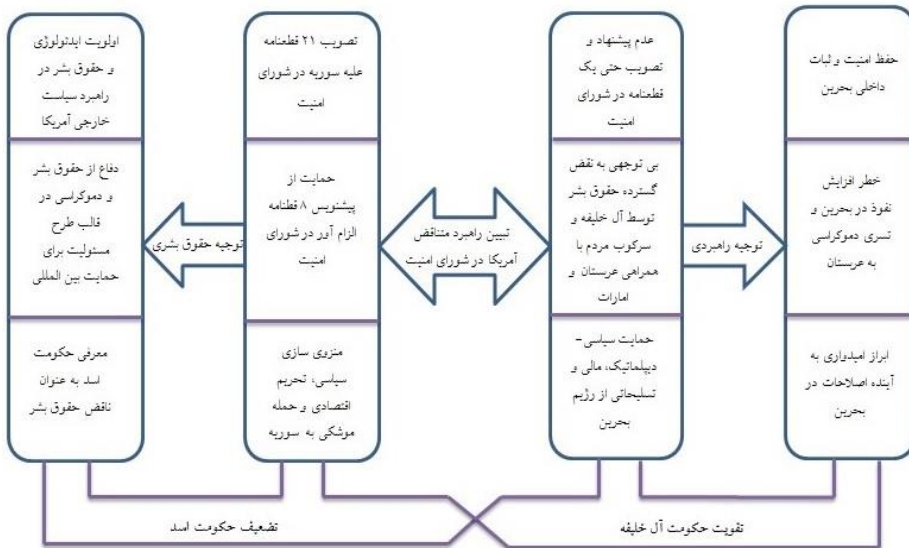 حفظ امنیت و ثبات
داخلی بحرین
خطر افزایش
نفوذ در بحرین و
تسری دموکراسی
به عربستان
ابراز امیدواری به
آینده اصلاحات در
بحرین
توجیه راهبردی
عدم پیشنهاد و
تصویب حتی یک
قطعنامه در شورای
امنیت
بی توجهی به نقض
گسترده حقوق بشر
توسط آل خلیفه و
سرکوب مردم با
همراهی عربستان و
امارات
حمایت سیاسی-
دیپلماتیک، مالی و
تسلیحاتی از رژیم
بحرین
تبیین راهبرد متناقض
آمریکا در شورای امنیت
تصویب ۲۱ قطعنامه
علیه سوریه در شورای
امنیت
حمایت از
پیشنویس ۸ قطنامه
الزام آور در شورای
امنیت
منزوی سازی
سیاسی، تحریم
اقتصادی و حمله
موشکی به سوریه
توجیه حقوق بشری
اولویت ایدئولوژی
و حقوق بشر در
راهبرد سیاست
خارجی آمریکا
دفاع از حقوق بشر
و دموکراسی در
قالب طرح
مسئولیت برای
حمایت بین المللی
معرفی حکومت
اسد به عنوان
ناقض حقوق بشر
تقویت حکومت آل خلیفه
تضعیف حکومت اسد